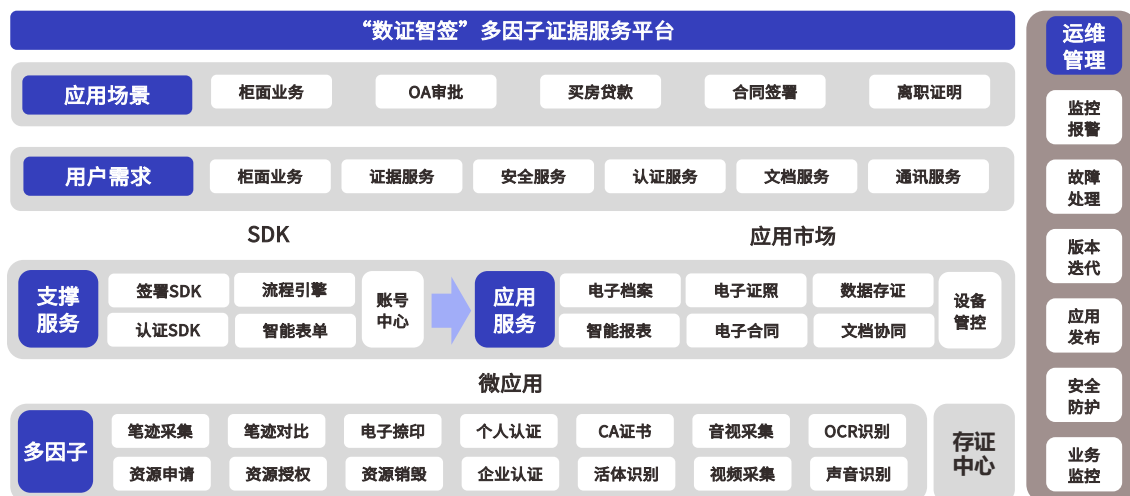 “数证智签”多因子证据服务平台
应用场景
柜面业务
OA审批
买房贷款
合同签署
离职证明
用户需求
柜面业务
证据服务
安全服务
认证服务
文档服务
通讯服务
SDK
应用市场
支撑
服务
签署SDK
流程引擎
认证SDK
智能表单
账号
中心
应用
服务
电子档案
电子证照
数据存证
智能报表
电子合同
文档协同
设备
管控
微应用
多因子
笔迹采集
笔迹对比
电子捺印
个人认证
CA证书
音视采集
OCR识别
资源申请
资源授权
资源销毁
企业认证
活体识别
视频采集
声音识别
存证
中心
运维
管理
监控
报警
故障
处理
版本
迭代
应用
发布
安全
防护
业务
监控